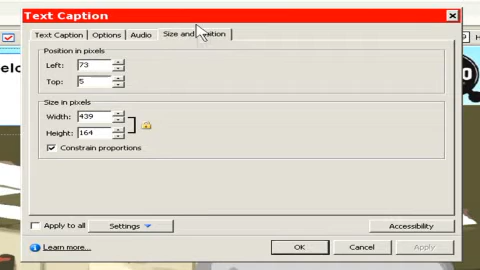 Text Caption
Text Caption Options Audio Size and
Position in pixels
Left: 73
Top: 5
Size in pixels
Width: 439
Height: 164
Constrain proportions
Apply to all Settings Accessibility
Learn more... OK Cancel Apply